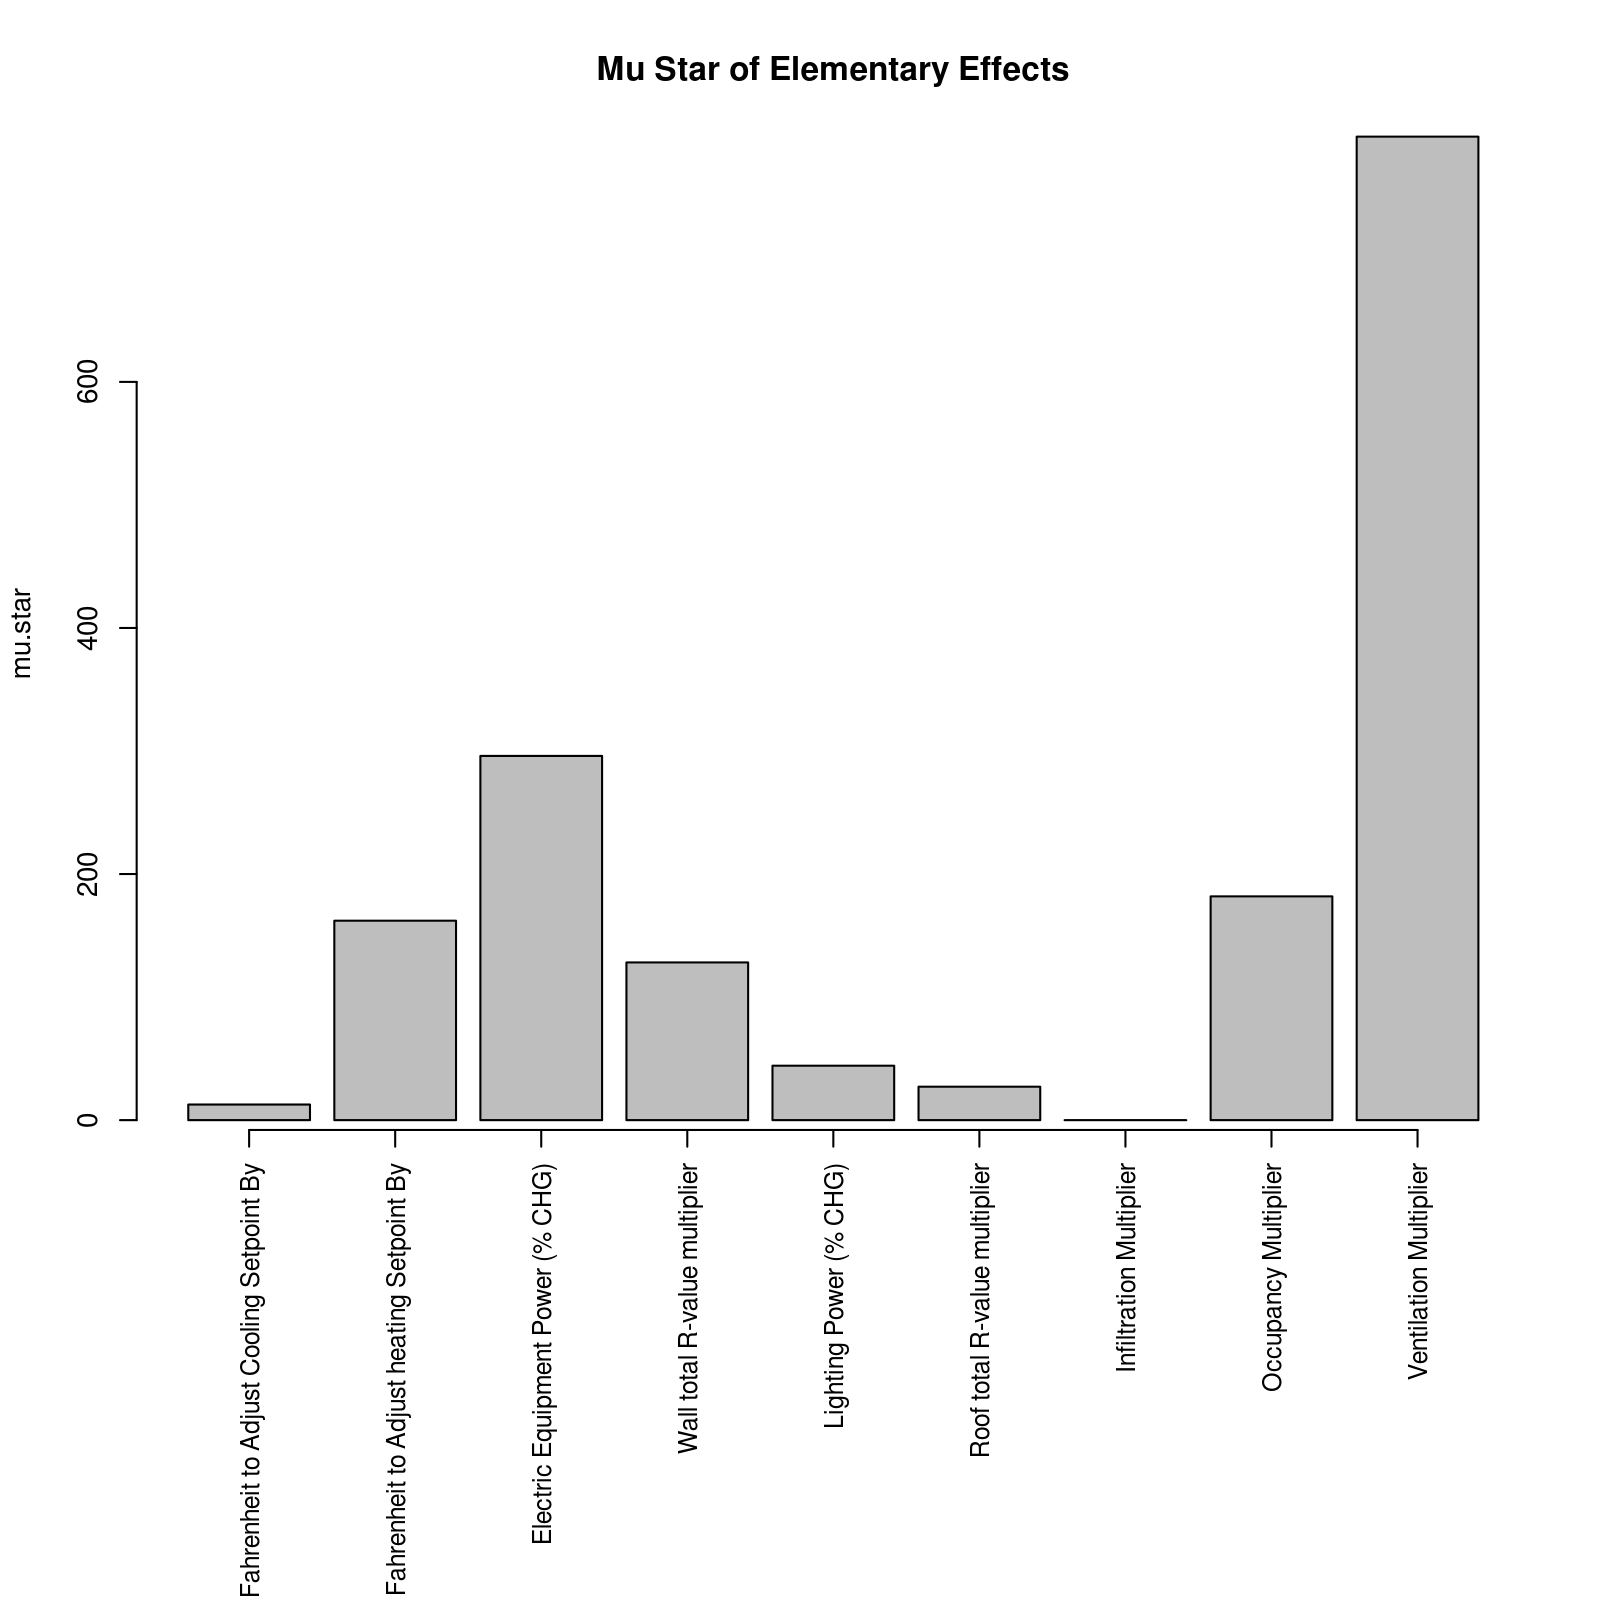 Mu Star of Elementary Effects
mu.star
600
400
200
0
Fahrenheit to Adjust Cooling Setpoint By
Fahrenheit to Adjust heating Setpoint By
Electric Equipment Power (% CHG)
Wall total R-value multiplier
Lighting Power (% CHG)
Roof total R-value multiplier
Infiltration Multiplier
Occupancy Multiplier
Ventilation Multiplier